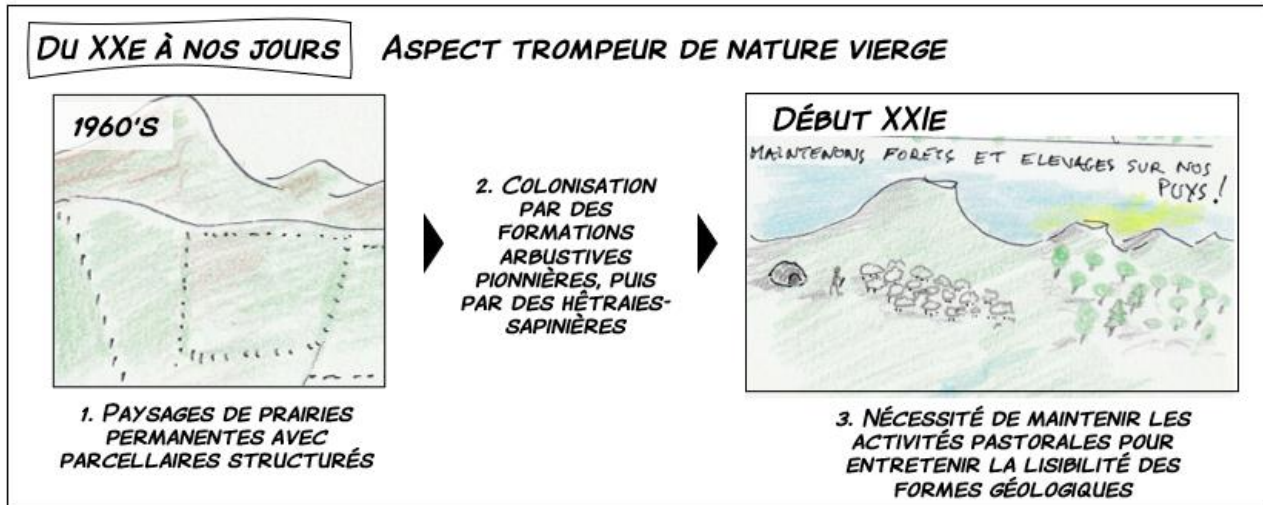 Du XXe à nos jours
Aspect trompeur de nature vierge
1960's
1. Paysages de prairies
permanentes avec
parcellaires structurés
2. Colonisation
par des
formations
arbustives
pionnières, puis
par des hêtraies-
sapinières
Début XXIe
MAINTENONS FORETS ET ELEVAGES SUR NOS
PUYS!
3. Nécessité de maintenir les
activités pastorales pour
entretenir la lisibilité des
formes géologiques